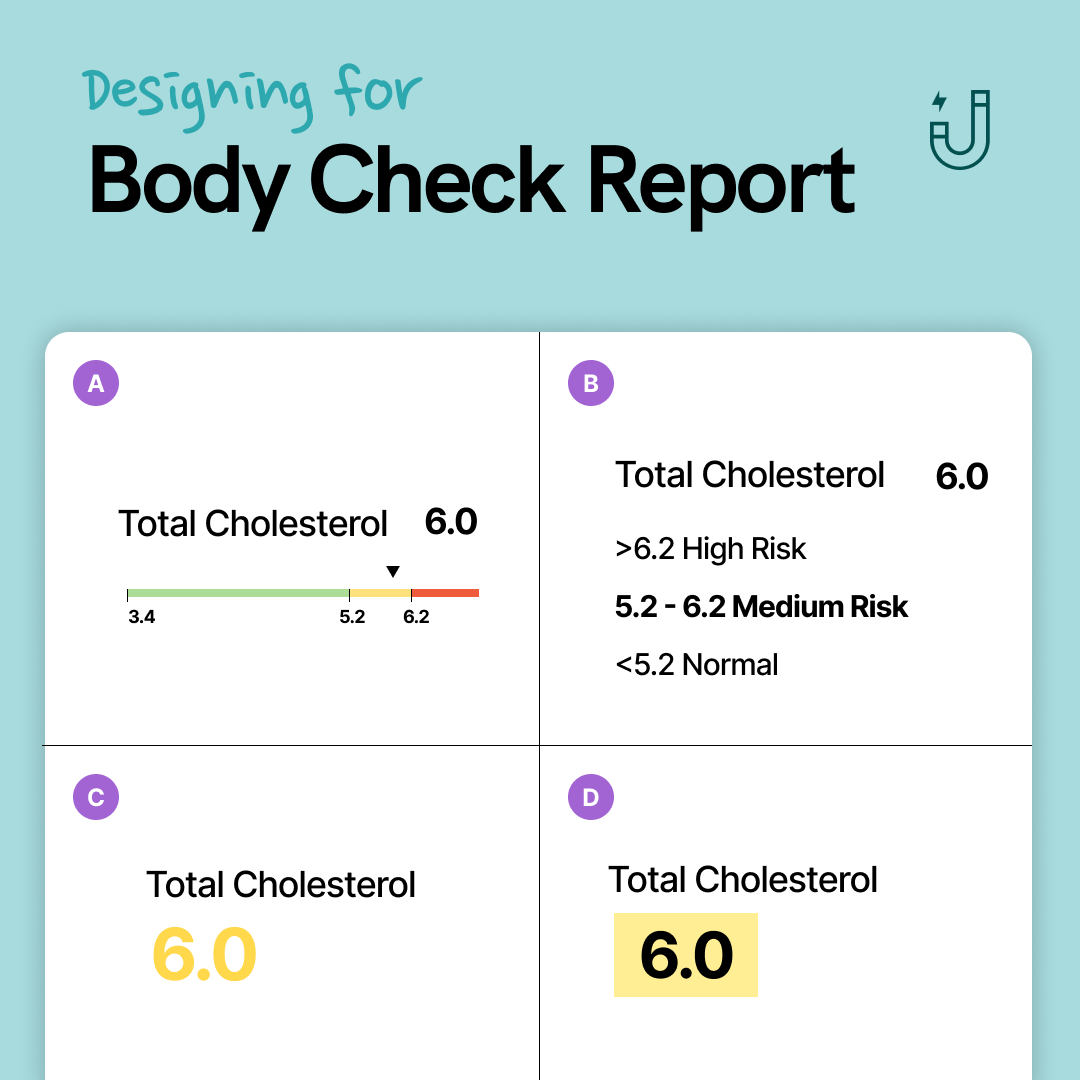 Designing for
Body Check Report
A
Total Cholesterol 6.0
3.4 5.2 6.2
B
Total Cholesterol 6.0
>6.2 High Risk
5.2 - 6.2 Medium Risk
<5.2 Normal
C
Total Cholesterol
6.0
D
Total Cholesterol
6.0